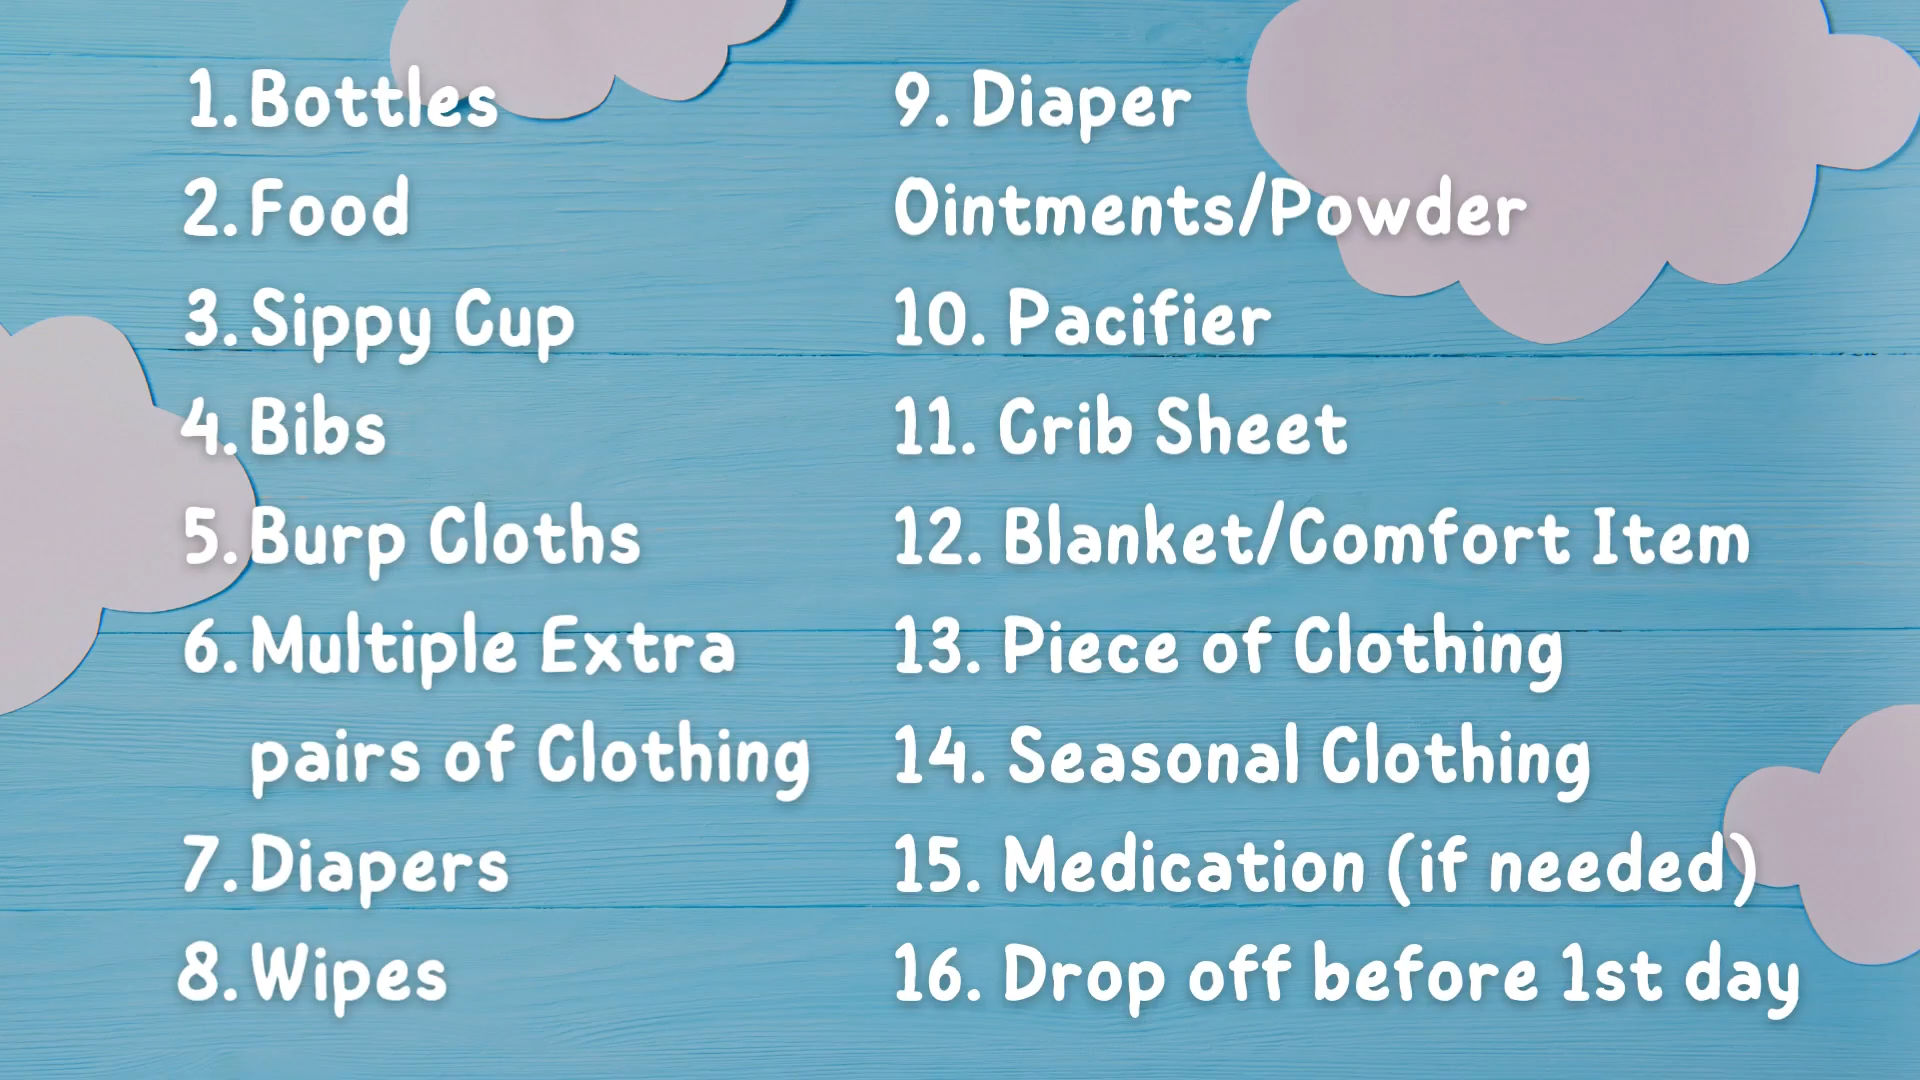 1. Bottles
2. Food
3. Sippy Cup
4. Bibs
5. Burp Cloths
6. Multiple Extra
pairs of Clothing
7. Diapers
8. Wipes
9. Diaper
Ointments/Powder
10. Pacifier
11. Crib Sheet
12. Blanket/Comfort Item
13. Piece of Clothing
14. Seasonal Clothing
15. Medication (if needed)
16. Drop off before 1st day